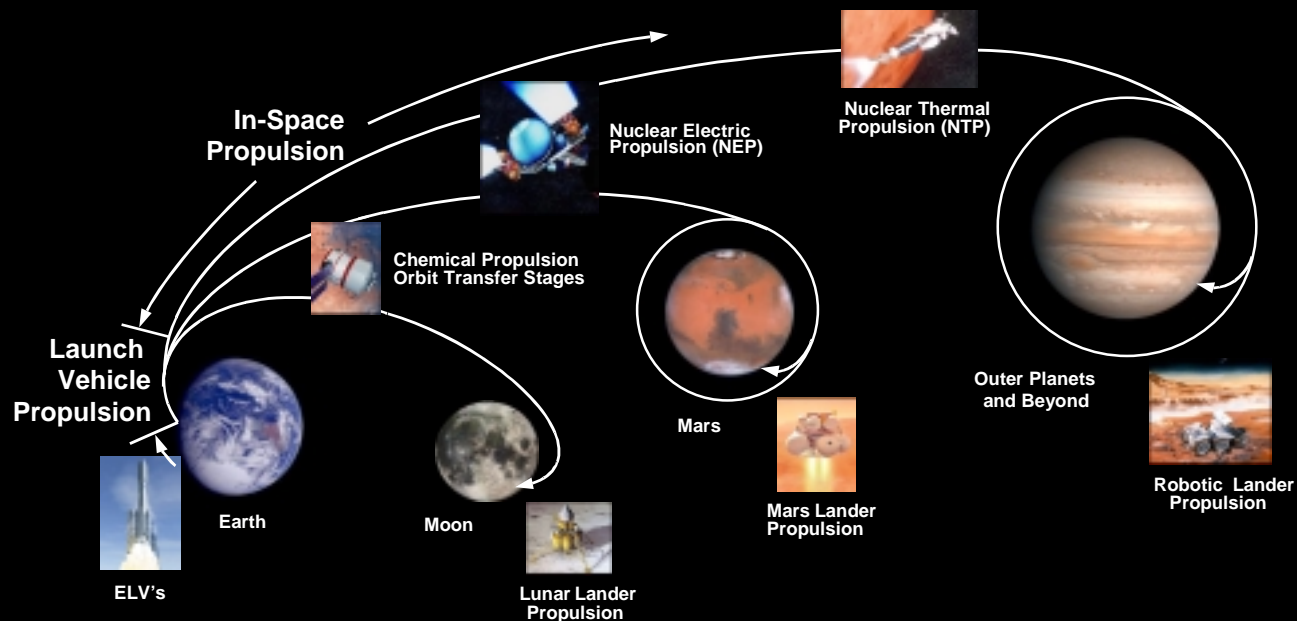 Nuclear Thermal
Propulsion (NTP)
In-Space
Propulsion
Nuclear Electric
Propulsion (NEP)
Chemical Propulsion
Orbit Transfer Stages
Launch
Vehicle
Propulsion
Outer Planets
and Beyond
Mars
Robotic Lander
Propulsion
Mars Lander
Propulsion
Earth
Moon
ELV's
Lunar Lander
Propulsion